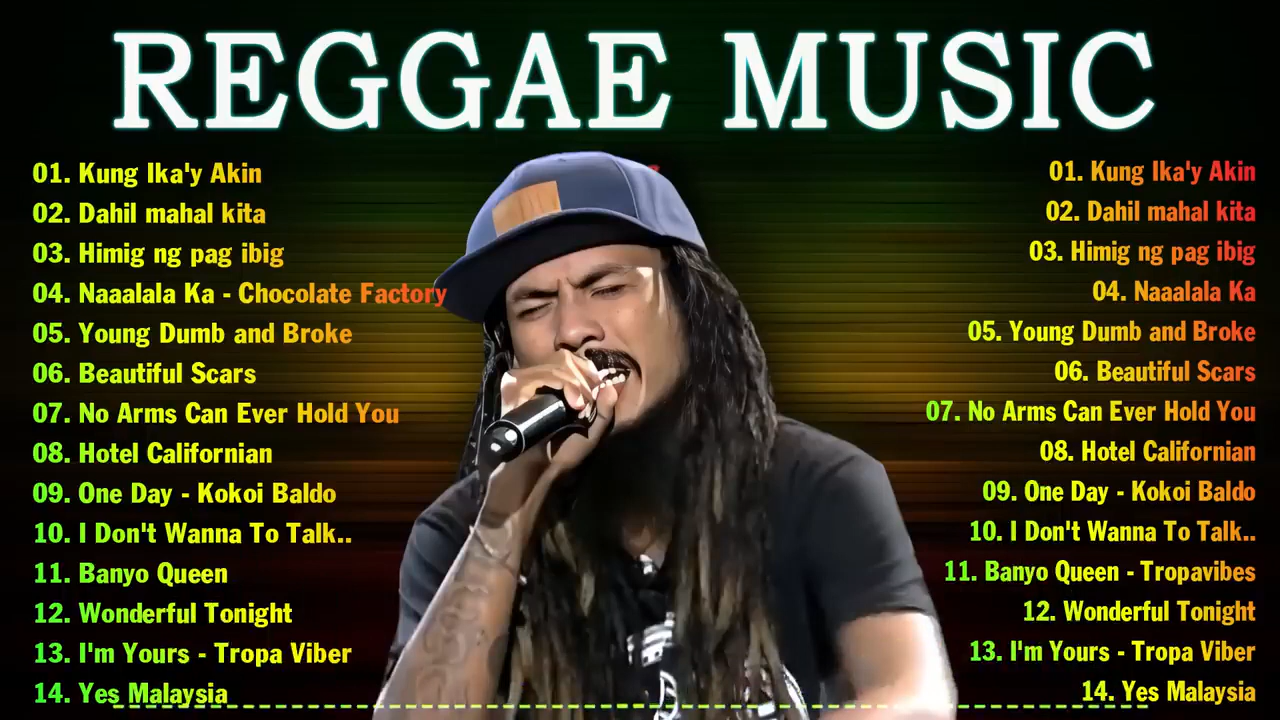 REGGAE MUSIC
01. Kung Ika'y Akin
02. Dahil mahal kita
03. Himig ng pag ibig
04. Naaalala Ka - Chocolate Factory
05. Young Dumb and Broke
06. Beautiful Scars
07. No Arms Can Ever Hold You
08. Hotel Californian
09. One Day - Kokoi Baldo
10. I Don't Wanna To Talk..
11. Banyo Queen
12. Wonderful Tonight
13. I'm Yours - Tropa Viber
14. Yes Malaysia
01. Kung Ika'y Akin
02. Dahil mahal kita
03. Himig ng pag ibig
04. Naaalala Ka
05. Young Dumb and Broke
06. Beautiful Scars
07. No Arms Can Ever Hold You
08. Hotel Californian
09. One Day - Kokoi Baldo
10. I Don't Wanna To Talk..
11. Banyo Queen - Tropavibes
12. Wonderful Tonight
13. I'm Yours - Tropa Viber
14. Yes Malaysia